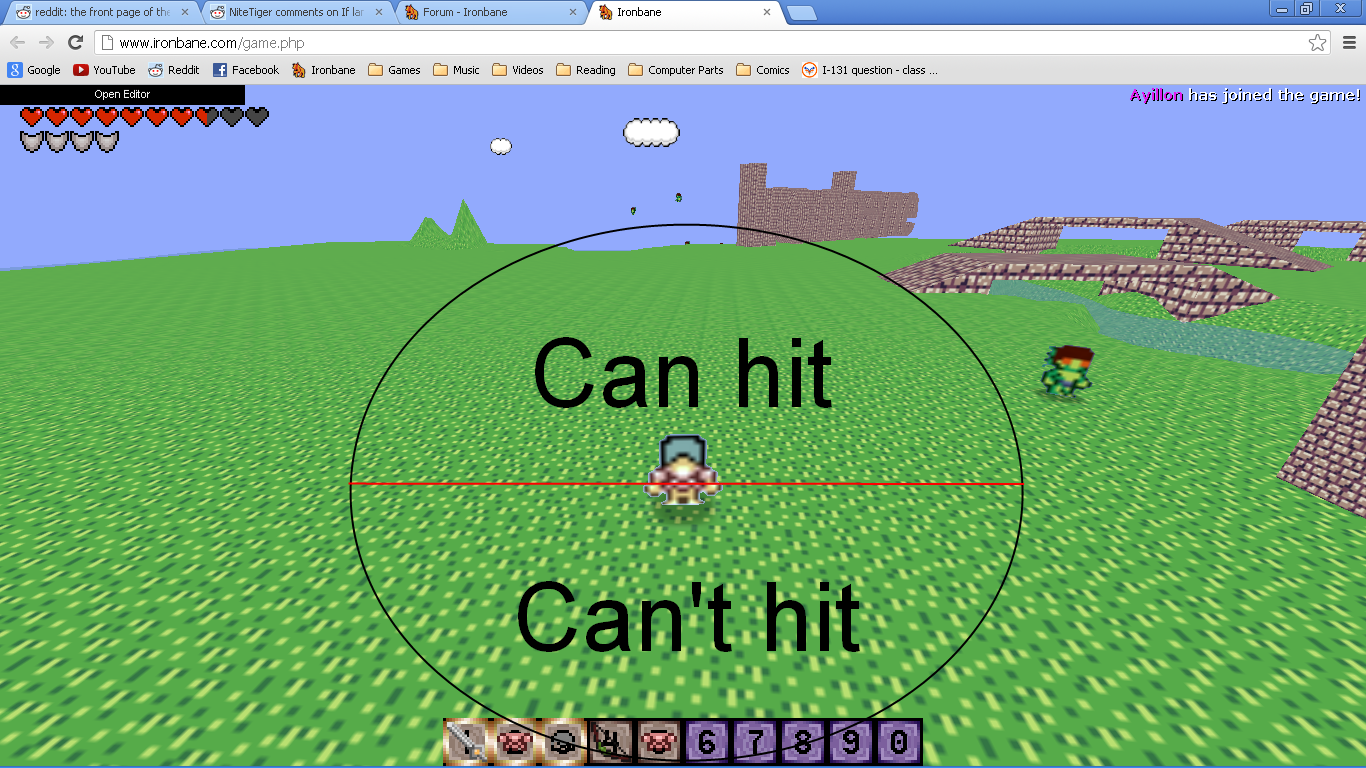 reddit: the front page of the
NiteTiger comments on If lar
Forum - Ironbane
Ironbane
www.ironbane.com/game.php
Google
YouTube
Reddit
Facebook
Ironbane
Games
Music
Videos
Reading
Computer Parts
Comics
I-131 question - class ...
Open Editor
Ayillon has joined the game!
Can hit
Can't hit
4 6 7 8 9 0